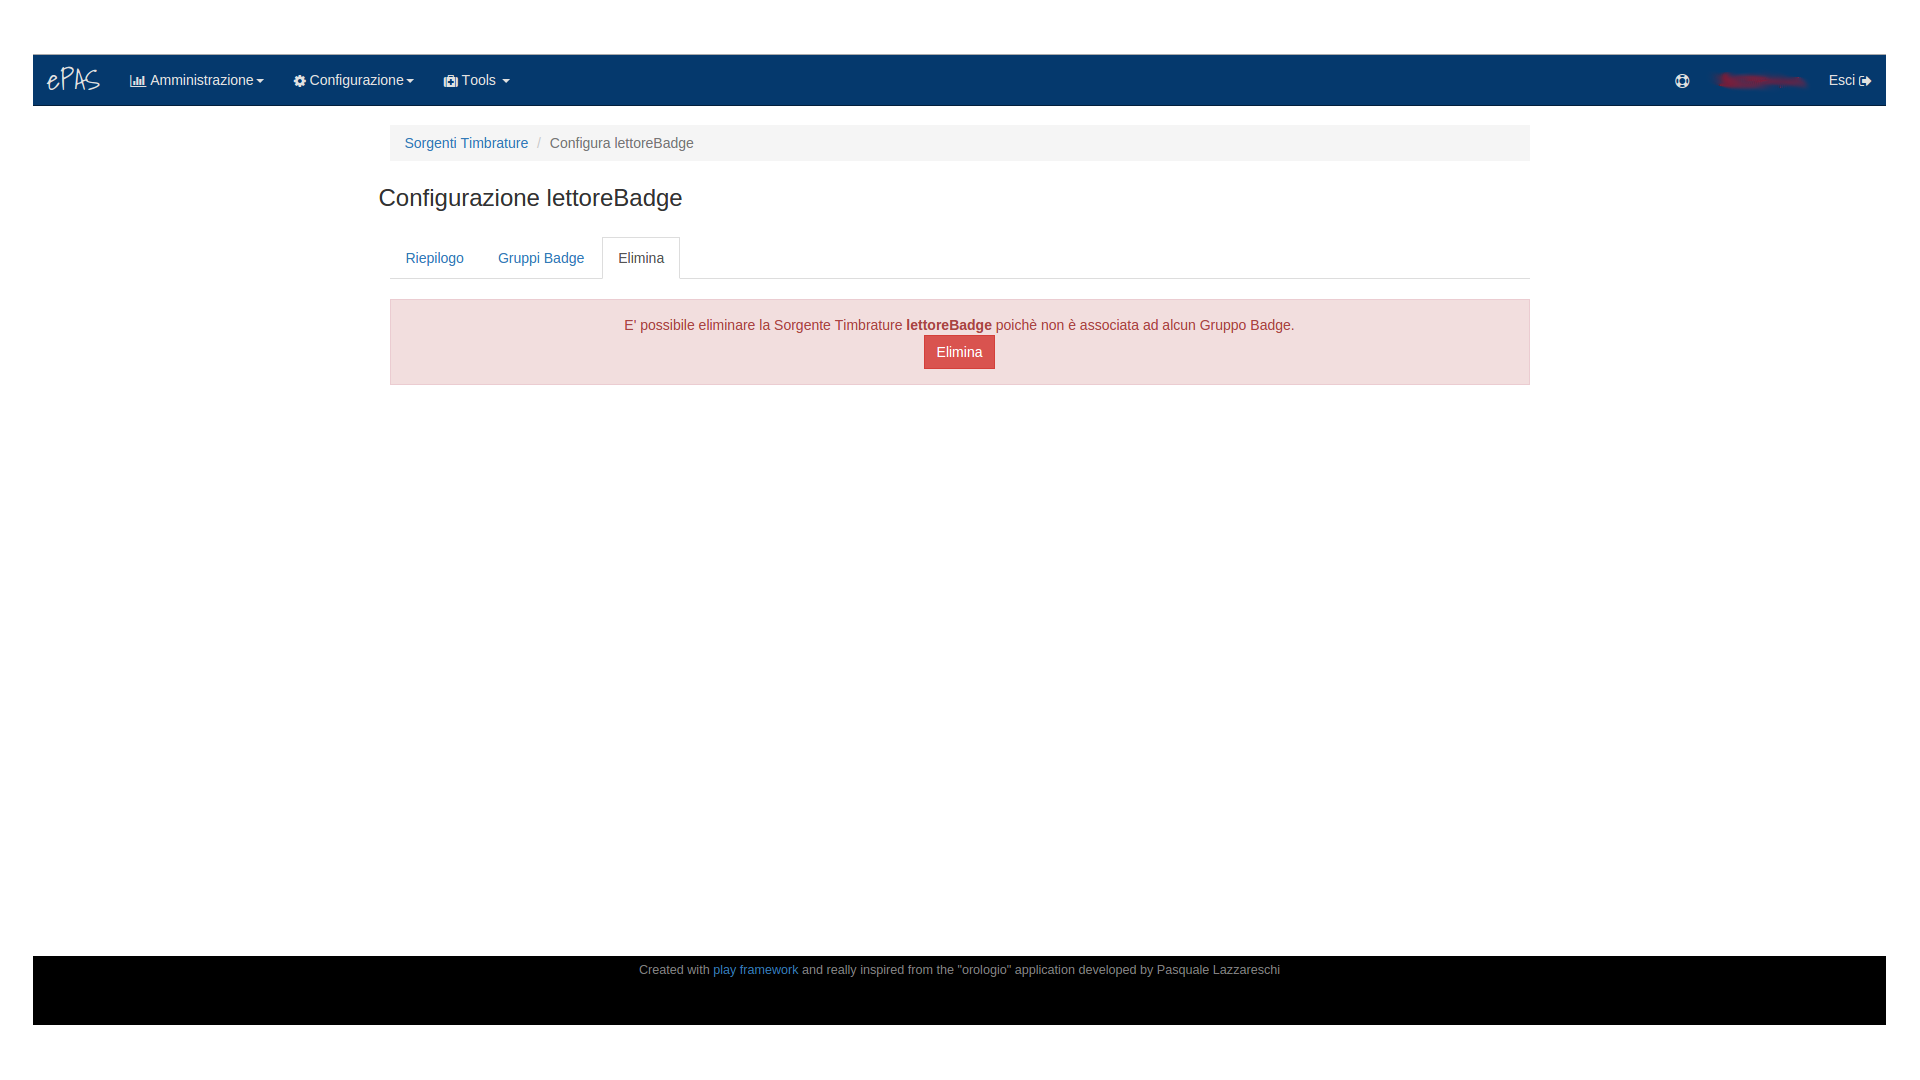 ePAS Amministrazione Configurazione Tools Esci
Sorgenti Timbrature / Configura lettoreBadge
Configurazione lettoreBadge
Riepilogo Gruppi Badge Elimina
E' possibile eliminare la Sorgente Timbrature lettoreBadge poichè non è associata ad alcun Gruppo Badge.
Elimina
Created with play framework and really inspired from the "orologio" application developed by Pasquale Lazzareschi